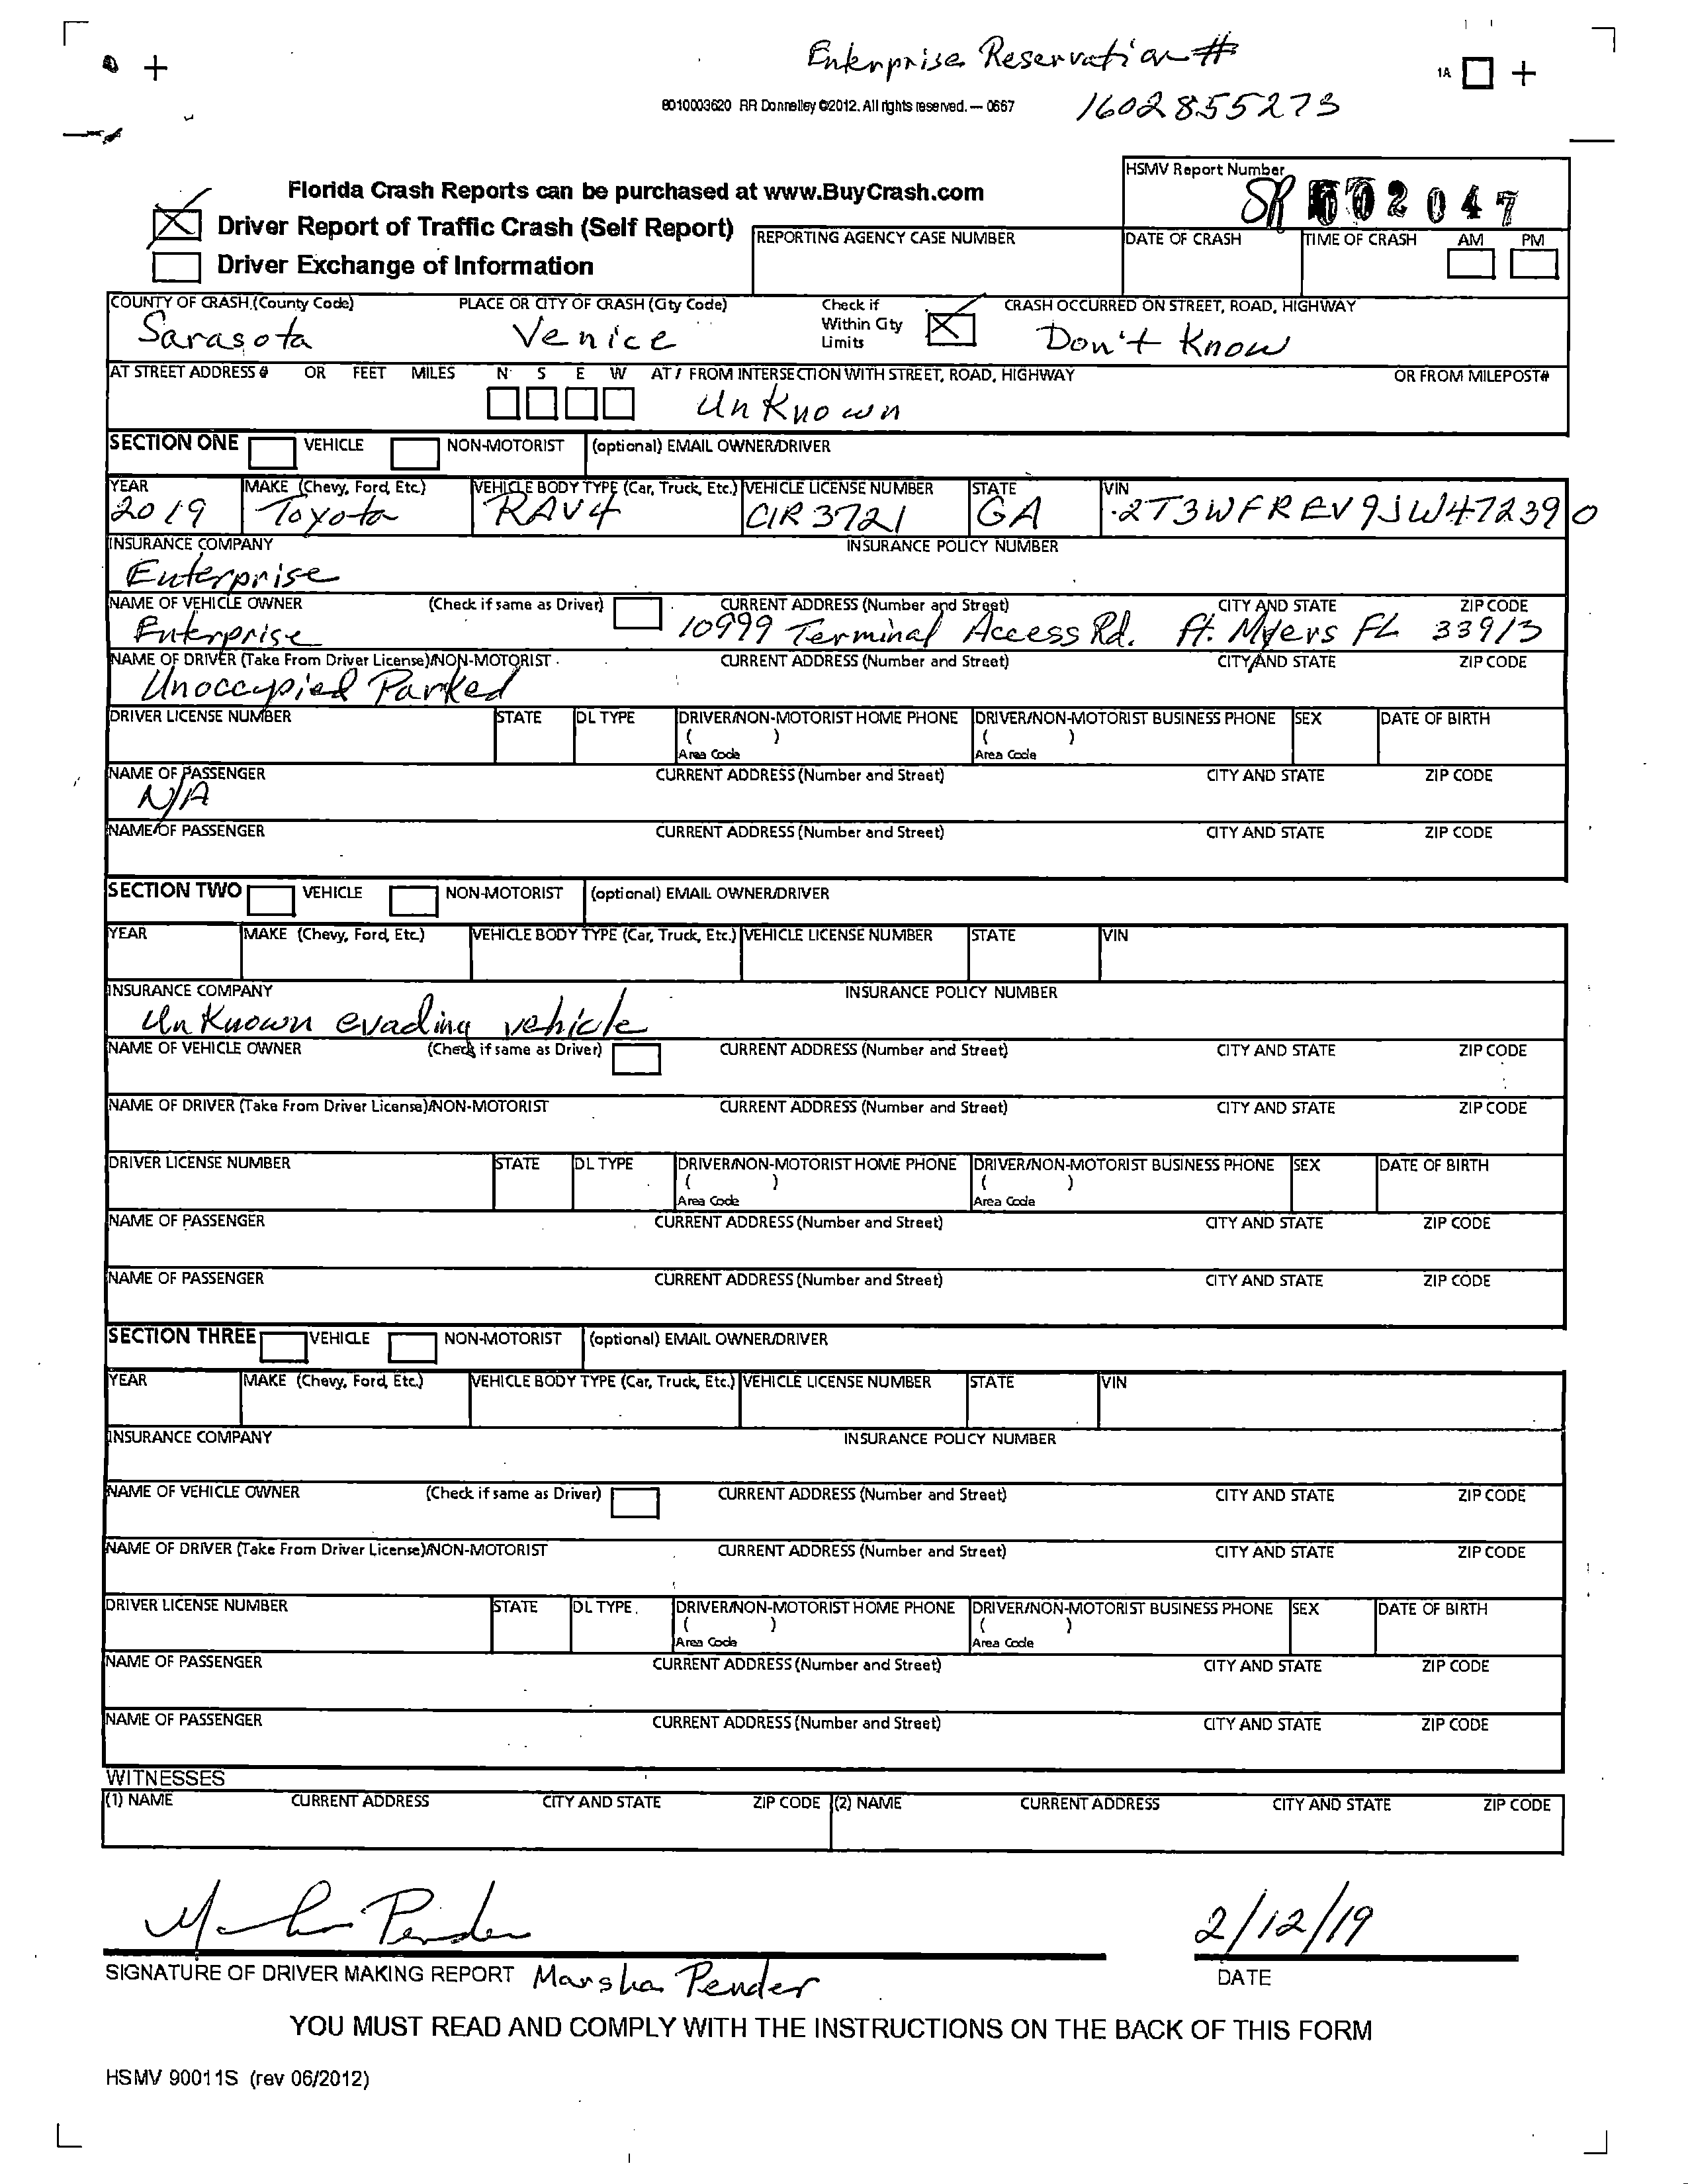 Enterprise Reservation #
1A
8010003620 RR Donnelley ©2012. All rights reserved. — 0667 1602855273
HSMV Report Number
Florida Crash Reports can be purchased at www.BuyCrash.com
SR 2 0 4 7
Driver Report of Traffic Crash (Self Report)
REPORTING AGENCY CASE NUMBER DATE OF CRASH TIME OF CRASH AM PM
Driver Exchange of Information
COUNTY OF CRASH (County Code) PLACE OR CITY OF CRASH (City Code) Check if Within City Limits CRASH OCCURRED ON STREET, ROAD, HIGHWAY
Sarasota Venice Don't Know
AT STREET ADDRESS # OR FEET MILES N S E W AT / FROM INTERSECTION WITH STREET, ROAD, HIGHWAY OR FROM MILEPOST#
UnKnown
SECTION ONE VEHICLE NON-MOTORIST (optional) EMAIL OWNER/DRIVER
YEAR MAKE (Chevy, Ford, Etc.) VEHICLE BODY TYPE (Car, Truck, Etc.) VEHICLE LICENSE NUMBER STATE VIN
2019 Toyota RAV4 CIR3721 GA 2T3WFREV9JW472390
INSURANCE COMPANY INSURANCE POLICY NUMBER
Enterprise
NAME OF VEHICLE OWNER (Check if same as Driver) CURRENT ADDRESS (Number and Street) CITY AND STATE ZIP CODE
Enterprise 10999 Terminal Access Rd. Ft. Myers FL 33913
NAME OF DRIVER (Take From Driver License)/NON-MOTORIST CURRENT ADDRESS (Number and Street) CITY AND STATE ZIP CODE
Unoccupied Parked
DRIVER LICENSE NUMBER STATE DL TYPE DRIVER/NON-MOTORIST HOME PHONE DRIVER/NON-MOTORIST BUSINESS PHONE SEX DATE OF BIRTH
( ) ( )
Area Code Area Code
NAME OF PASSENGER CURRENT ADDRESS (Number and Street) CITY AND STATE ZIP CODE
N/A
NAME OF PASSENGER CURRENT ADDRESS (Number and Street) CITY AND STATE ZIP CODE
SECTION TWO VEHICLE NON-MOTORIST (optional) EMAIL OWNER/DRIVER
YEAR MAKE (Chevy, Ford, Etc.) VEHICLE BODY TYPE (Car, Truck, Etc.) VEHICLE LICENSE NUMBER STATE VIN
INSURANCE COMPANY INSURANCE POLICY NUMBER
UnKnown evading vehicle
NAME OF VEHICLE OWNER (Check if same as Driver) CURRENT ADDRESS (Number and Street) CITY AND STATE ZIP CODE
NAME OF DRIVER (Take From Driver License)/NON-MOTORIST CURRENT ADDRESS (Number and Street) CITY AND STATE ZIP CODE
DRIVER LICENSE NUMBER STATE DL TYPE DRIVER/NON-MOTORIST HOME PHONE DRIVER/NON-MOTORIST BUSINESS PHONE SEX DATE OF BIRTH
( ) ( )
Area Code Area Code
NAME OF PASSENGER CURRENT ADDRESS (Number and Street) CITY AND STATE ZIP CODE
NAME OF PASSENGER CURRENT ADDRESS (Number and Street) CITY AND STATE ZIP CODE
SECTION THREE VEHICLE NON-MOTORIST (optional) EMAIL OWNER/DRIVER
YEAR MAKE (Chevy, Ford, Etc.) VEHICLE BODY TYPE (Car, Truck, Etc.) VEHICLE LICENSE NUMBER STATE VIN
INSURANCE COMPANY INSURANCE POLICY NUMBER
NAME OF VEHICLE OWNER (Check if same as Driver) CURRENT ADDRESS (Number and Street) CITY AND STATE ZIP CODE
NAME OF DRIVER (Take From Driver License)/NON-MOTORIST CURRENT ADDRESS (Number and Street) CITY AND STATE ZIP CODE
DRIVER LICENSE NUMBER STATE DL TYPE DRIVER/NON-MOTORIST HOME PHONE DRIVER/NON-MOTORIST BUSINESS PHONE SEX DATE OF BIRTH
( ) ( )
Area Code Area Code
NAME OF PASSENGER CURRENT ADDRESS (Number and Street) CITY AND STATE ZIP CODE
NAME OF PASSENGER CURRENT ADDRESS (Number and Street) CITY AND STATE ZIP CODE
WITNESSES
(1) NAME CURRENT ADDRESS CITY AND STATE ZIP CODE (2) NAME CURRENT ADDRESS CITY AND STATE ZIP CODE
Pender 2/12/19
SIGNATURE OF DRIVER MAKING REPORT Marsha Pender DATE
YOU MUST READ AND COMPLY WITH THE INSTRUCTIONS ON THE BACK OF THIS FORM
HSMV 90011S (rev 06/2012)